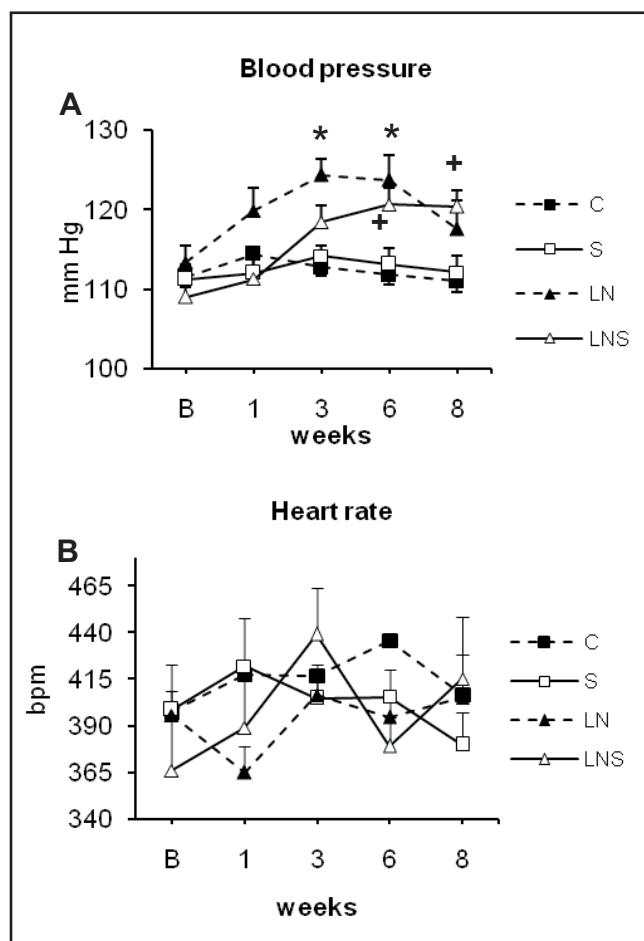 Blood pressure
A
130
120
110
100
mm Hg
* *
+
+
B 1 3 6 8
weeks
C
S
LN
LNS
Heart rate
B
465
440
415
390
365
340
bpm
B 1 3 6 8
weeks
C
S
LN
LNS